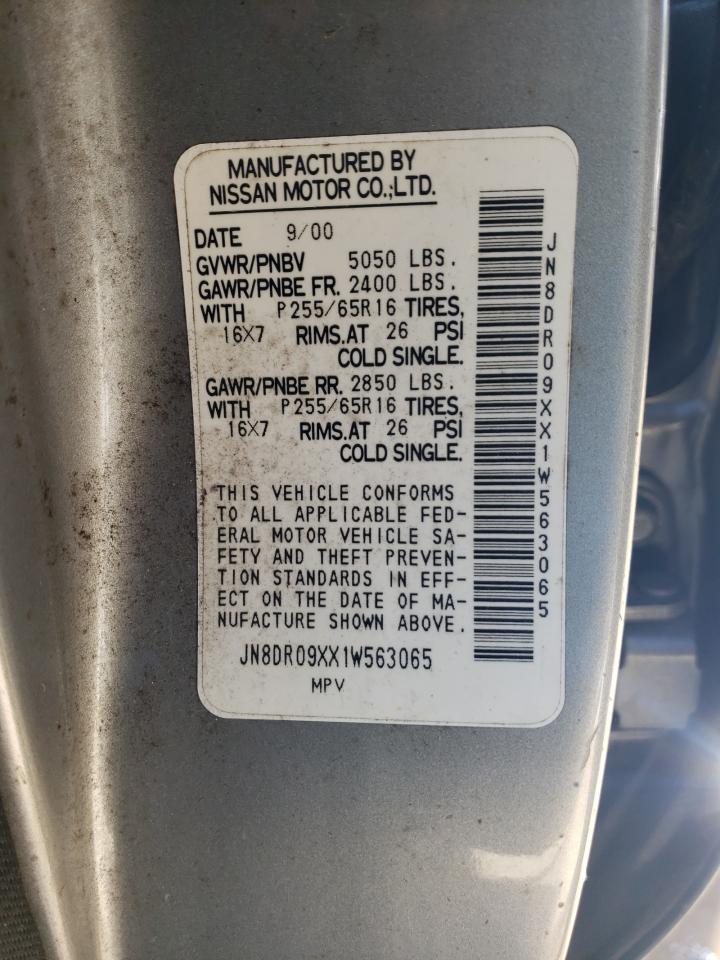 MANUFACTURED BY
NISSAN MOTOR CO.,LTD.
DATE 9/00
GVWR/PNBV 5050 LBS.
GAWR/PNBE FR. 2400 LBS.
WITH P255/65R16 TIRES,
16X7 RIMS.AT 26 PSI
COLD SINGLE.
GAWR/PNBE RR. 2850 LBS.
WITH P255/65R16 TIRES,
16X7 RIMS.AT 26 PSI
COLD SINGLE.
THIS VEHICLE CONFORMS
TO ALL APPLICABLE FED-
ERAL MOTOR VEHICLE SA-
FETY AND THEFT PREVEN-
TION STANDARDS IN EFF-
ECT ON THE DATE OF MA-
NUFACTURE SHOWN ABOVE.
JN8DR09XX1W563065
MPV
JN8DR09XX1W563065